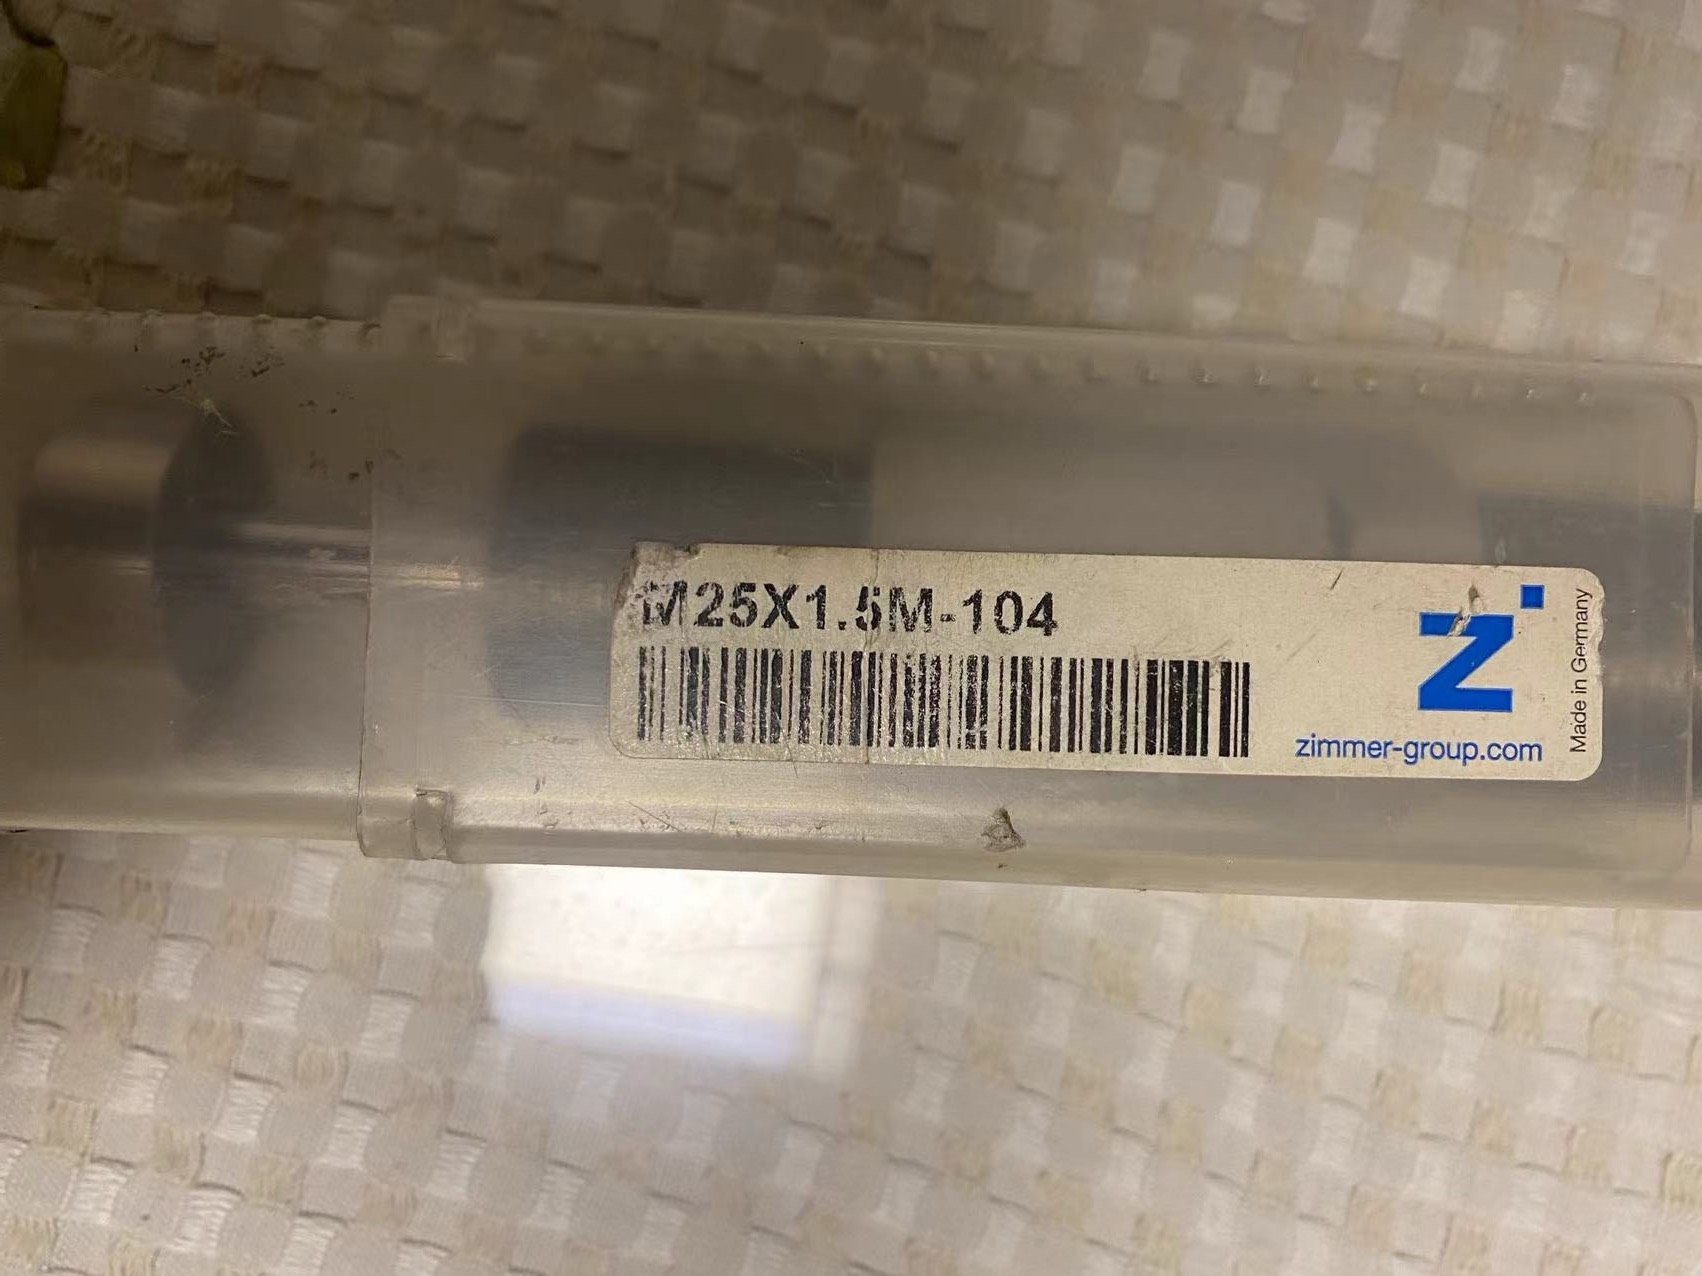 M25X1.5M-104
Z
zimmer-group.com
Made in Germany